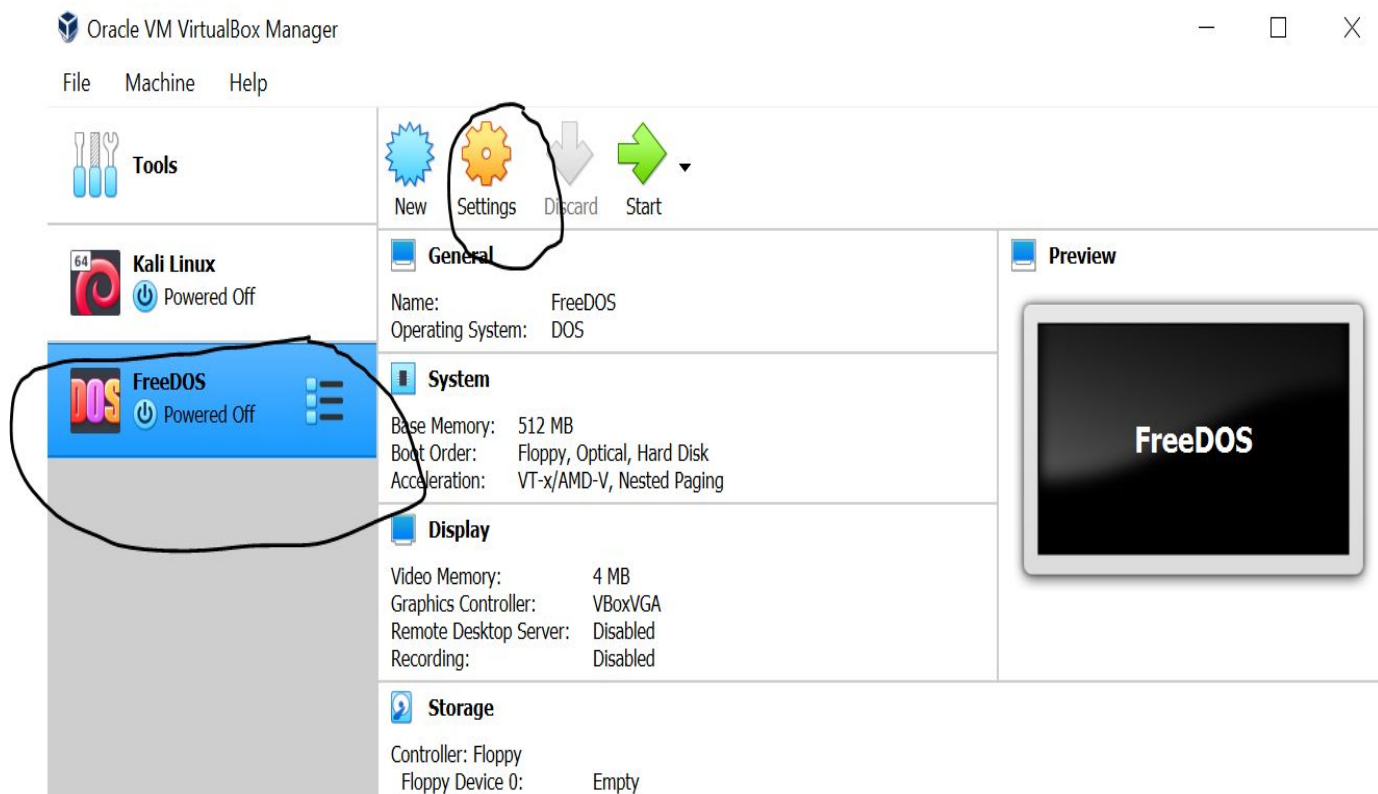 Oracle VM VirtualBox Manager
File Machine Help
Tools
New Settings Discard Start
64
Kali Linux
Powered Off
DOS
FreeDOS
Powered Off
General
Name: FreeDOS
Operating System: DOS
System
Base Memory: 512 MB
Boot Order: Floppy, Optical, Hard Disk
Acceleration: VT-x/AMD-V, Nested Paging
Display
Video Memory: 4 MB
Graphics Controller: VBoxVGA
Remote Desktop Server: Disabled
Recording: Disabled
Storage
Controller: Floppy
Floppy Device 0: Empty
Preview
FreeDOS